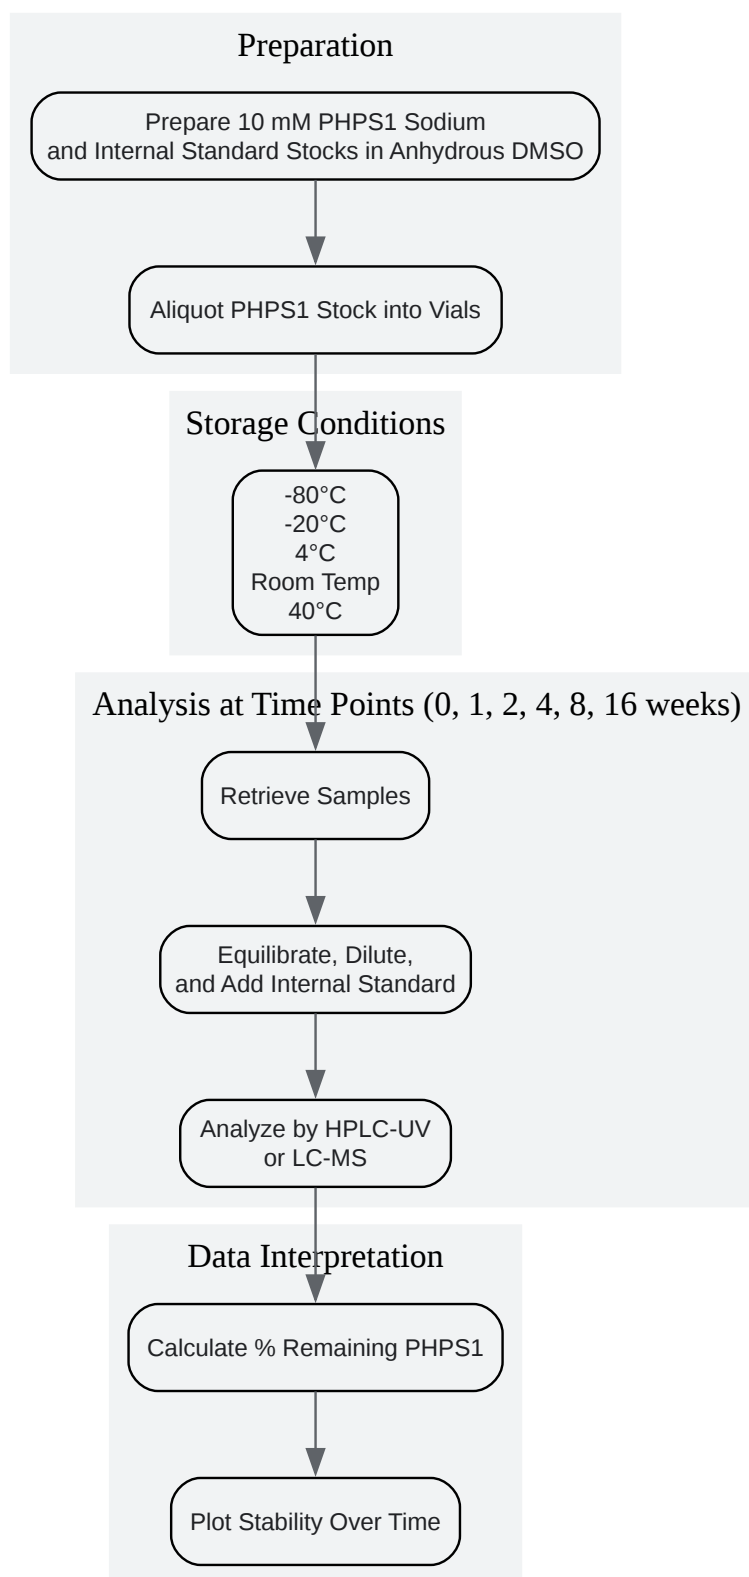 Preparation
Prepare 10 mM PHPS1 Sodium
and Internal Standard Stocks in Anhydrous DMSO
Aliquot PHPS1 Stock into Vials
Storage Conditions
-80°C
-20°C
4°C
Room Temp
40°C
Analysis at Time Points (0, 1, 2, 4, 8, 16 weeks)
Retrieve Samples
Equilibrate, Dilute,
and Add Internal Standard
Analyze by HPLC-UV
or LC-MS
Data Interpretation
Calculate % Remaining PHPS1
Plot Stability Over Time